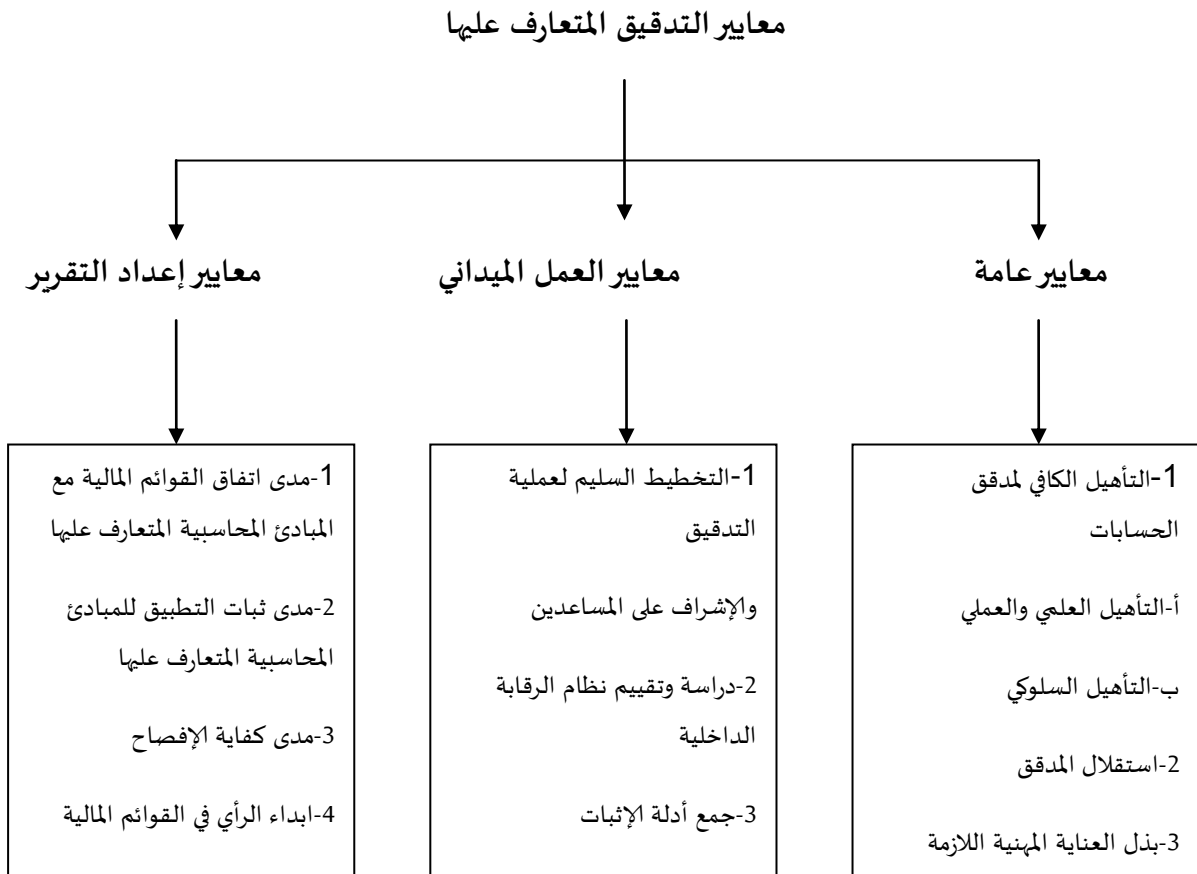 معايير التدقيق المتعارف عليها
معايير عامة
معايير العمل الميداني
معايير إعداد التقرير
1-التأهيل الكافي لمدقق
الحسابات
أ-التأهيل العلمي والعملي
ب-التأهيل السلوكي
2-استقلال المدقق
3-بذل العناية المهنية اللازمة
1-التخطيط السليم لعملية
التدقيق
والإشراف على المساعدين
2-دراسة وتقييم نظام الرقابة
الداخلية
3-جمع أدلة الإثبات
1-مدى اتفاق القوائم المالية مع
المبادئ المحاسبية المتعارف عليها
2-مدى ثبات التطبيق للمبادئ
المحاسبية المتعارف عليها
3-مدى كفاية الإفصاح
4-ابداء الرأي في القوائم المالية